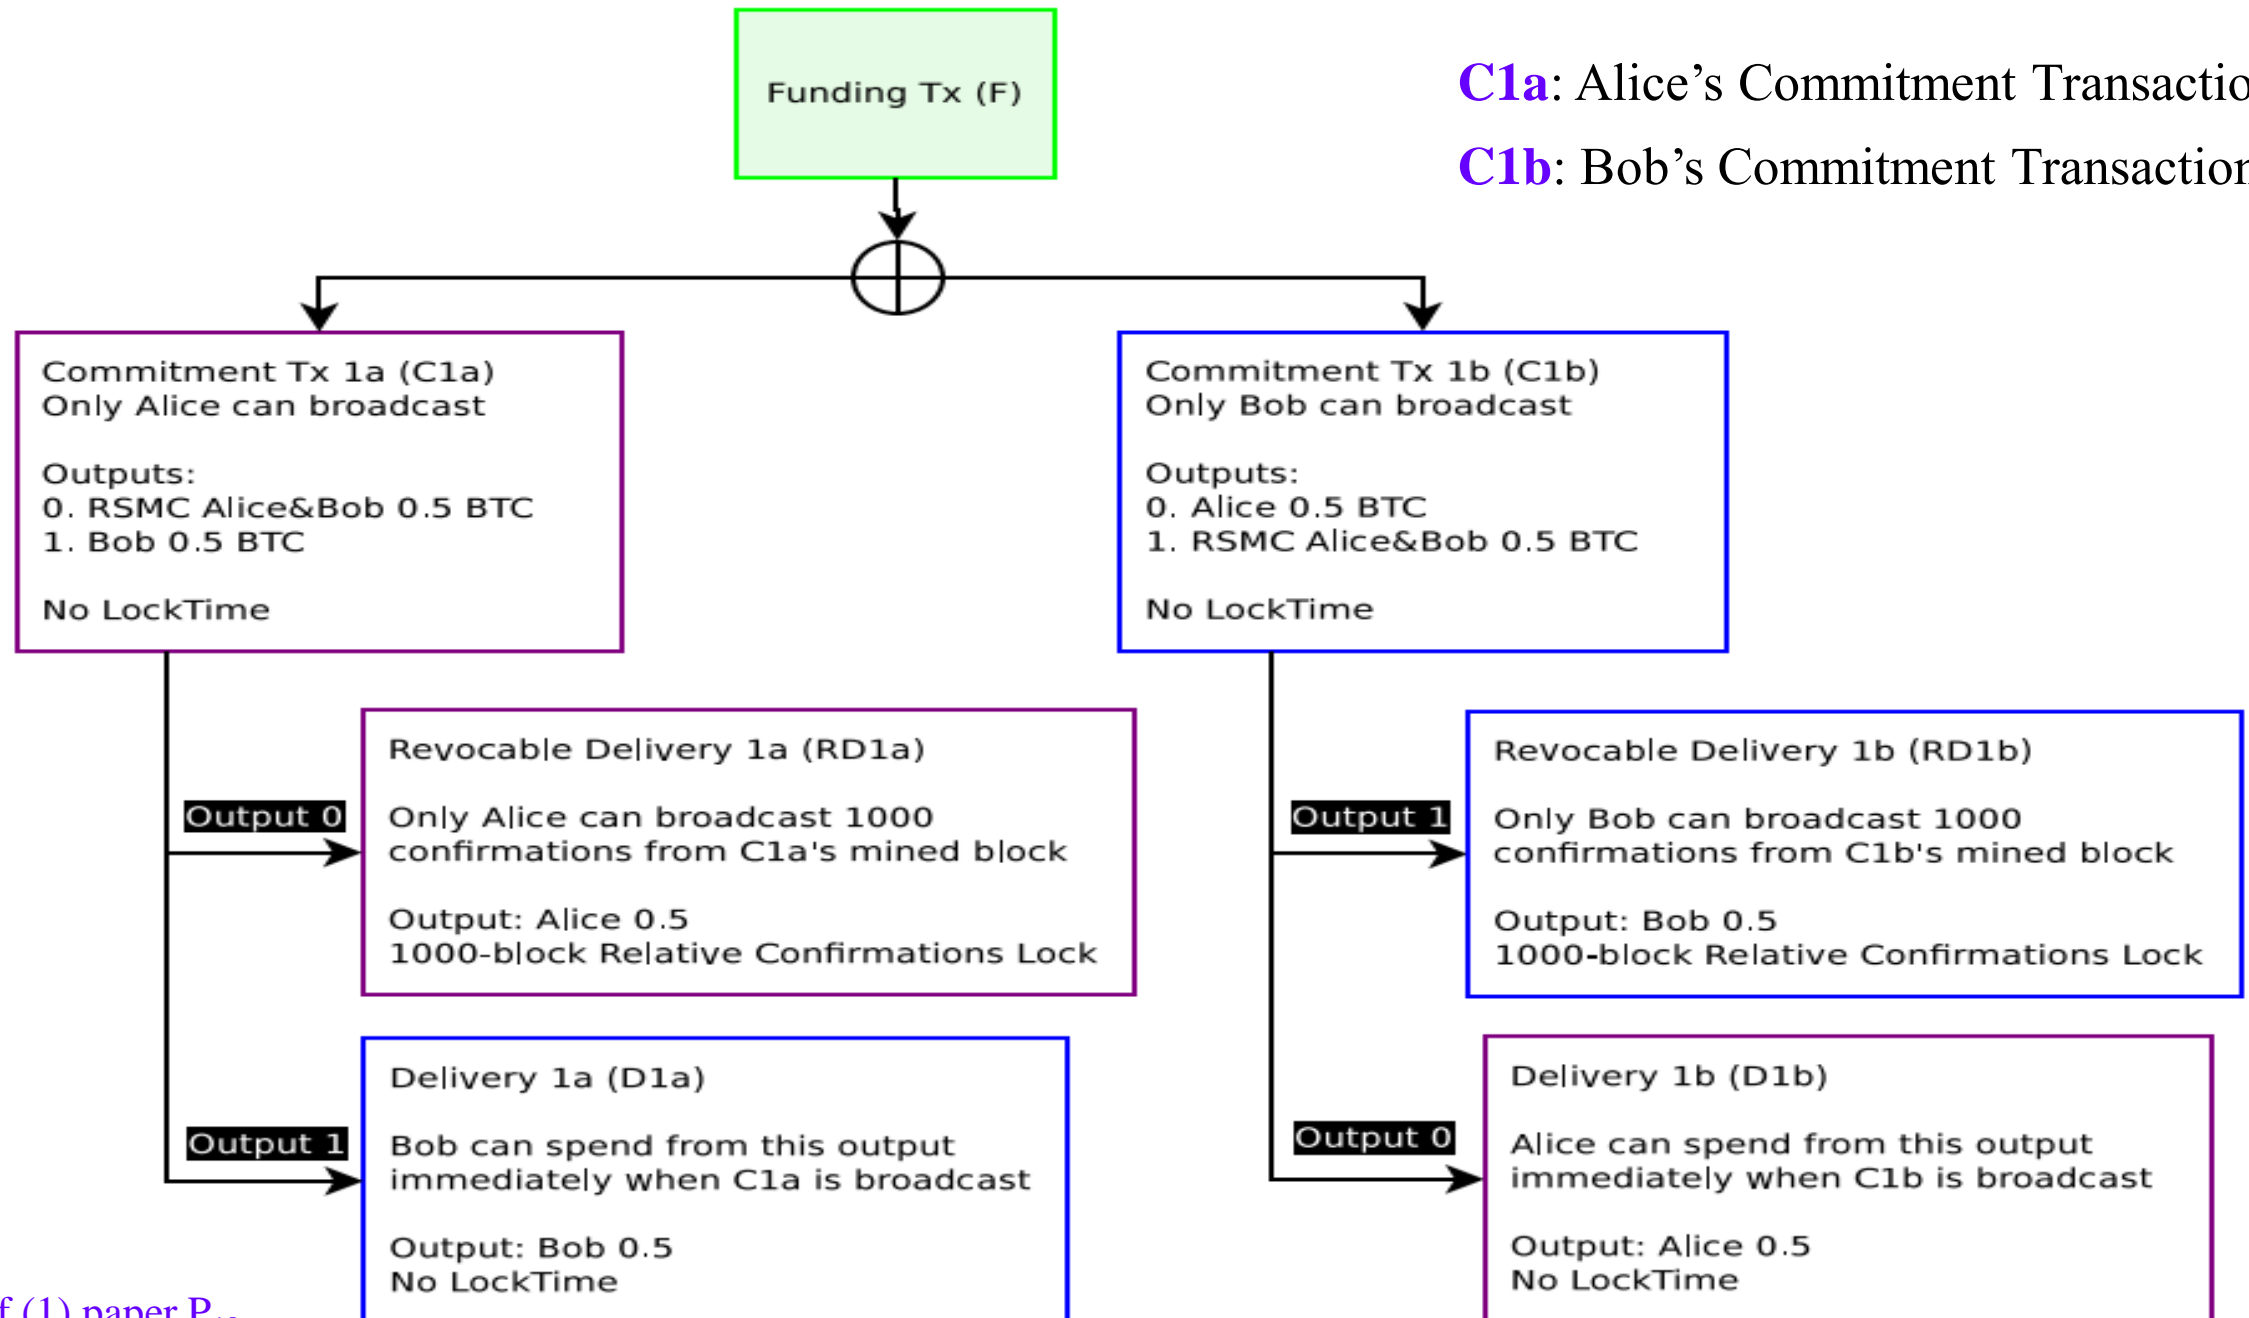 Funding Tx (F)
C1a: Alice’s Commitment Transactio
C1b: Bob’s Commitment Transaction
Commitment Tx 1a (C1a)
Only Alice can broadcast
Outputs:
0. RSMC Alice&Bob 0.5 BTC
1. Bob 0.5 BTC
No LockTime
Commitment Tx 1b (C1b)
Only Bob can broadcast
Outputs:
0. Alice 0.5 BTC
1. RSMC Alice&Bob 0.5 BTC
No LockTime
Output 0
Revocable Delivery 1a (RD1a)
Only Alice can broadcast 1000
confirmations from C1a's mined block
Output: Alice 0.5
1000-block Relative Confirmations Lock
Output 1
Revocable Delivery 1b (RD1b)
Only Bob can broadcast 1000
confirmations from C1b's mined block
Output: Bob 0.5
1000-block Relative Confirmations Lock
Output 1
Delivery 1a (D1a)
Bob can spend from this output
immediately when C1a is broadcast
Output: Bob 0.5
No LockTime
Output 0
Delivery 1b (D1b)
Alice can spend from this output
immediately when C1b is broadcast
Output: Alice 0.5
No LockTime
(1) paper P